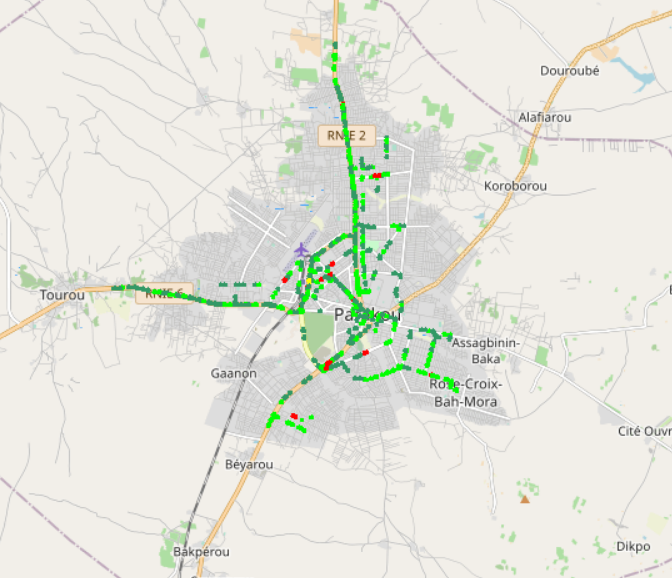 Douroubé
Alafiarou
RNIE 2
Koroborou
Tourou
RNIE 6
Parakou
Assagbinin-
Baka
Gaanon
Rose-Croix-
Bah-Mora
Cité Ouvr
Béyarou
Dikpo
Bakpérou